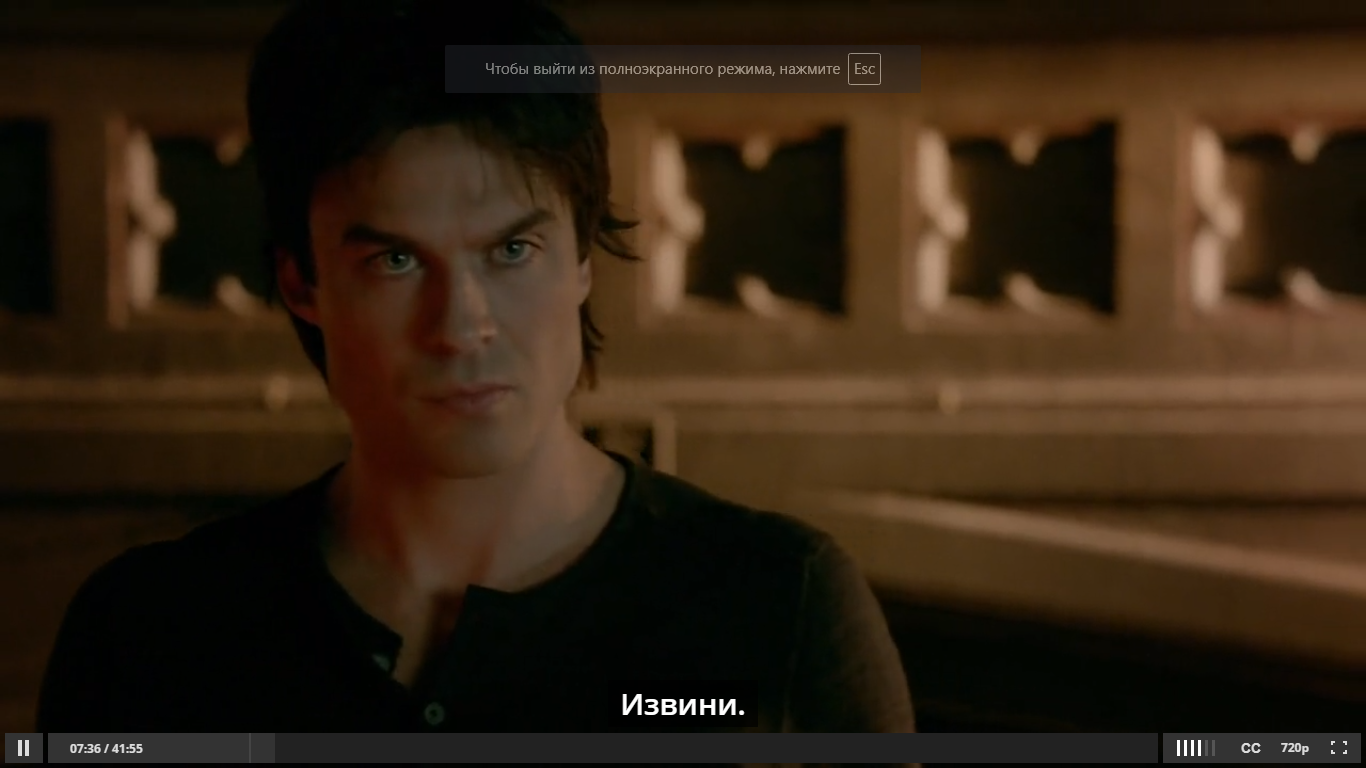 Чтобы выйти из полноэкранного режима, нажмите Esc
Извини.
07:36 / 41:55
CC
720p